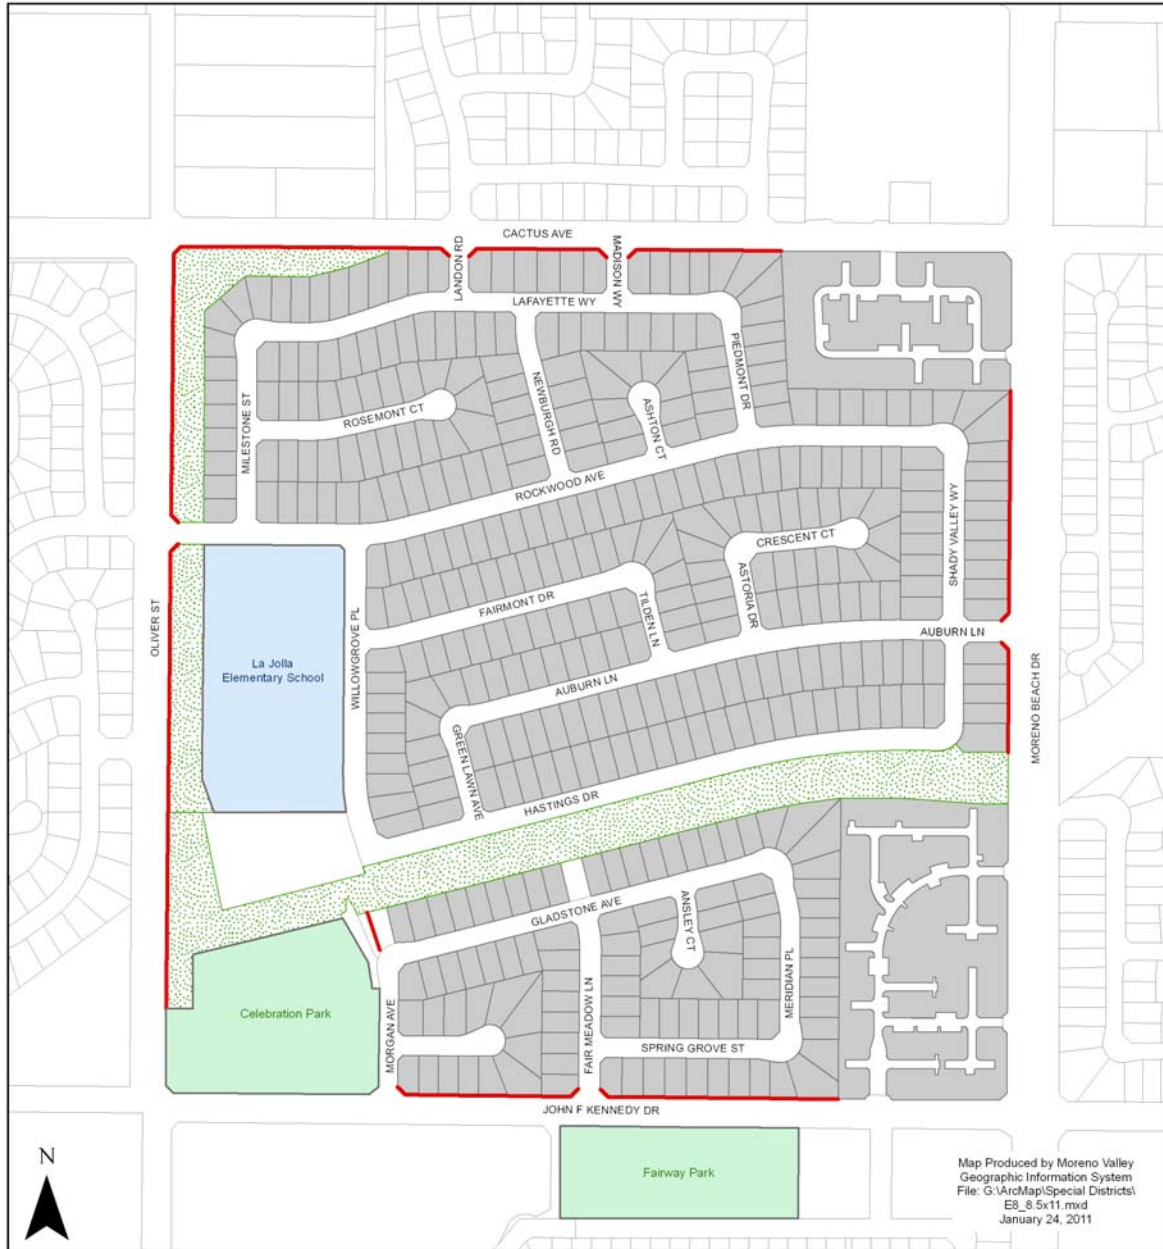 CACTUS AVE
LANDON RD
MADISON WY
LAFAYETTE WY
PIEDMONT DR
NEWBURGH RD
ASHTON CT
ROSEMONT CT
MILESTONE ST
ROCKWOOD AVE
SHADY VALLEY WY
CRESCENT CT
ASTORIA DR
FAIRMONT DR
TILDEN LN
AUBURN LN
OLIVER ST
WILLOWGROVE PL
La Jolla
Elementary School
AUBURN LN
MORENO BEACH DR
GREEN LAWN AVE
HASTINGS DR
GLADSTONE AVE
ANSLEY CT
MERIDIAN PL
Celebration Park
MORGAN AVE
FAIR MEADOW LN
SPRING GROVE ST
JOHN F KENNEDY DR
N
Fairway Park
Map Produced by Moreno Valley
Geographic Information System
File: G:\ArcMap\Special Districts\
E8_8.5x11.mxd
January 24, 2011